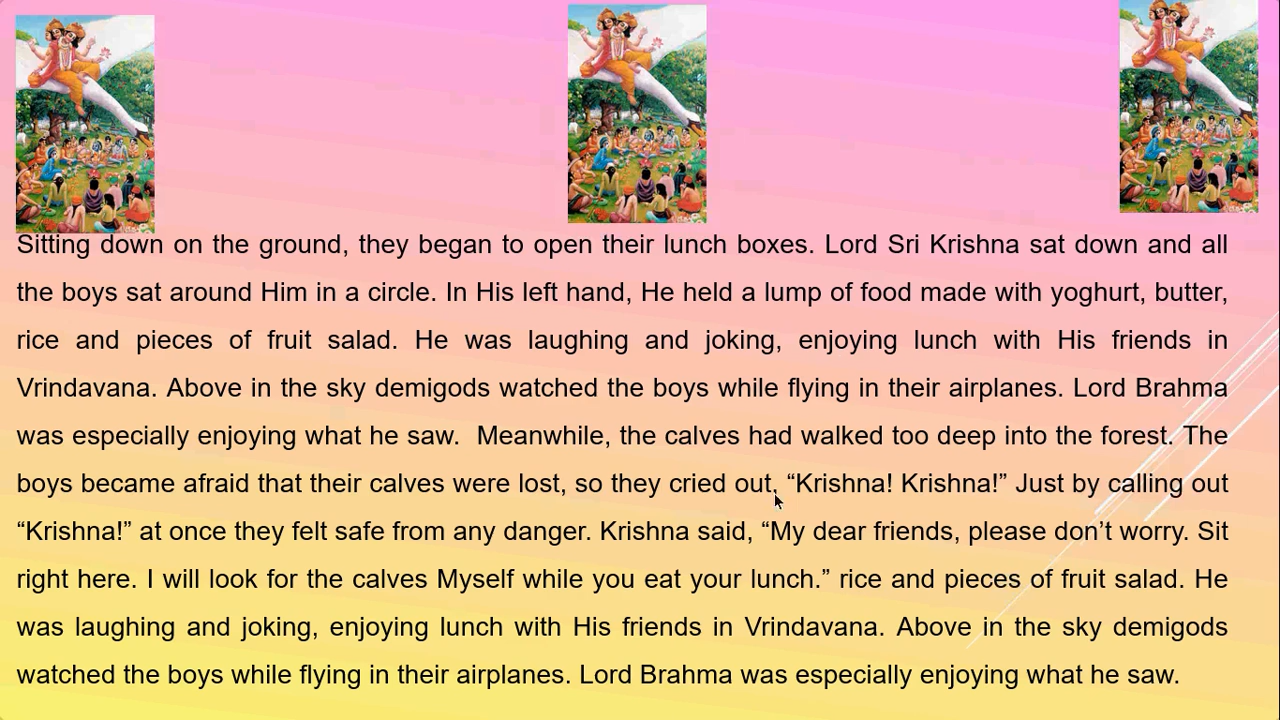 Sitting down on the ground, they began to open their lunch boxes. Lord Sri Krishna sat down and all
the boys sat around Him in a circle. In His left hand, He held a lump of food made with yoghurt, butter,
rice and pieces of fruit salad. He was laughing and joking, enjoying lunch with His friends in
Vrindavana. Above in the sky demigods watched the boys while flying in their airplanes. Lord Brahma
was especially enjoying what he saw.  Meanwhile, the calves had walked too deep into the forest. The
boys became afraid that their calves were lost, so they cried out, “Krishna! Krishna!” Just by calling out
“Krishna!” at once they felt safe from any danger. Krishna said, “My dear friends, please don’t worry. Sit
right here. I will look for the calves Myself while you eat your lunch.” rice and pieces of fruit salad. He
was laughing and joking, enjoying lunch with His friends in Vrindavana. Above in the sky demigods
watched the boys while flying in their airplanes. Lord Brahma was especially enjoying what he saw.